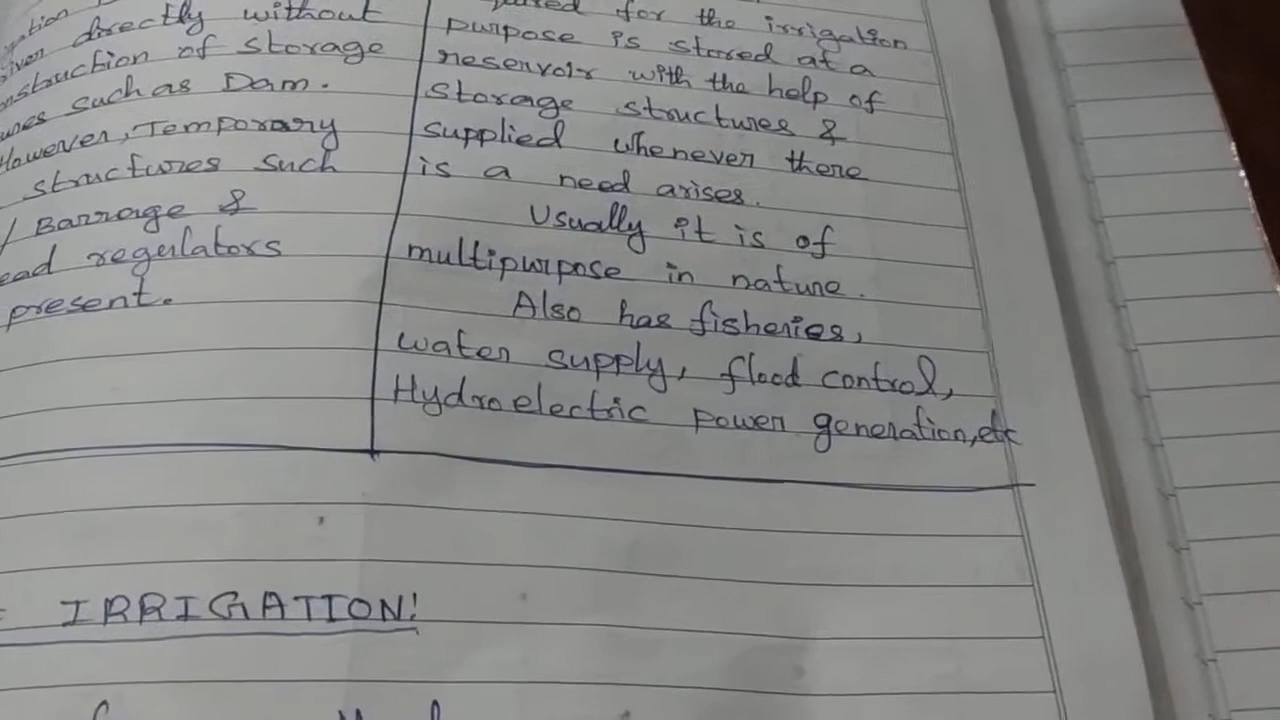 directly without
of storage
such as Dam.
However, Temporary
structures such
/ Barrage &
regulators
present.
for the irrigation
purpose is stored at a
reservoir with the help of
storage structures &
supplied whenever there
is a need arises.
Usually it is of
multipurpose in nature.
Also has fisheries,
water supply, flood control,
Hydroelectric power generation, etc
IRRIGATION: